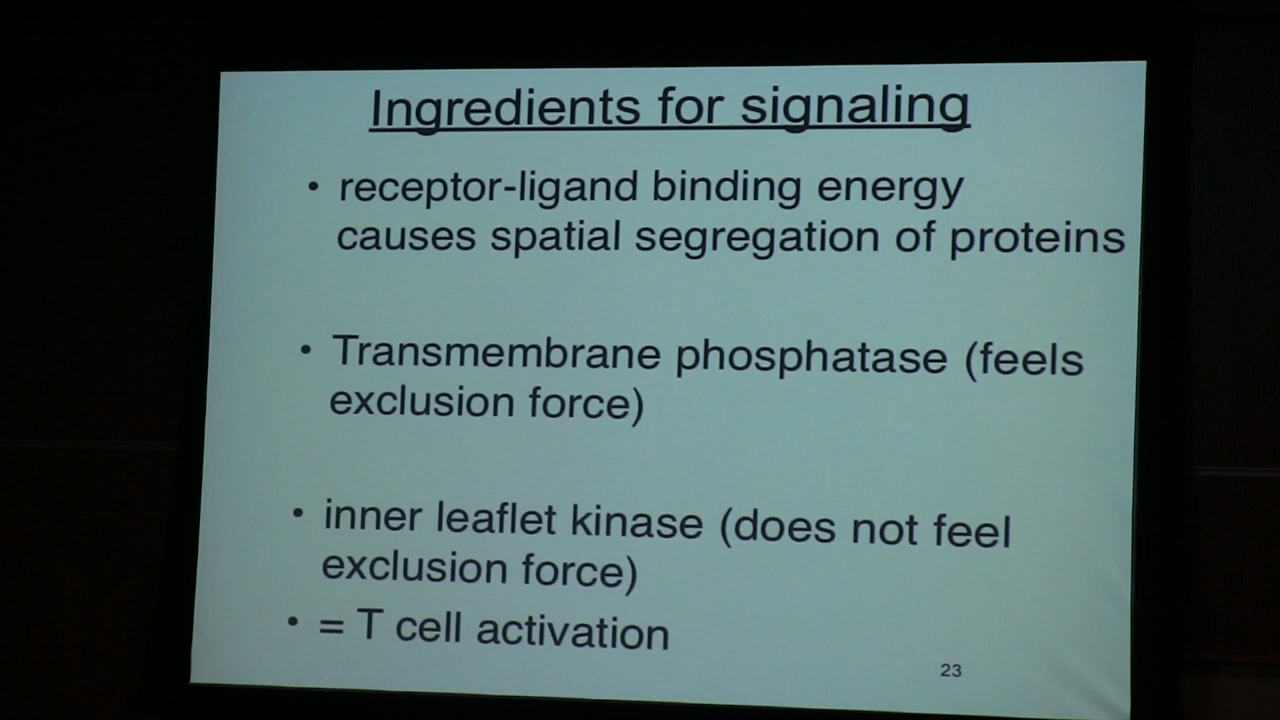 Ingredients for signaling
• receptor-ligand binding energy
causes spatial segregation of proteins
• Transmembrane phosphatase (feels
exclusion force)
• inner leaflet kinase (does not feel
exclusion force)
• = T cell activation
23